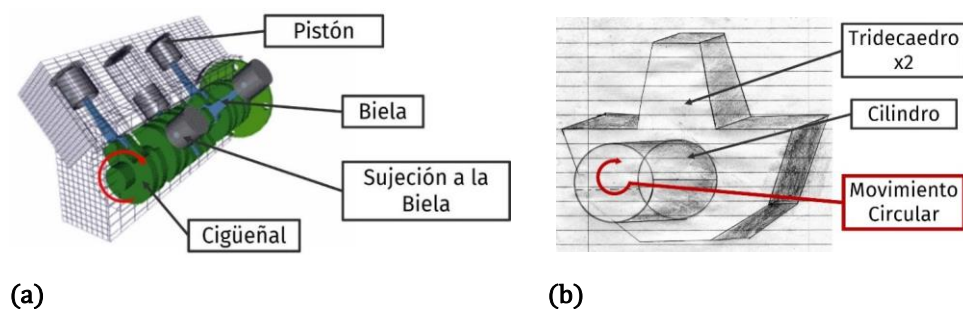 Pistón
Biela
Sujeción a la
Biela
Cigüeñal
(a)
Tridecaedro
x2
Cilindro
Movimiento
Circular
(b)